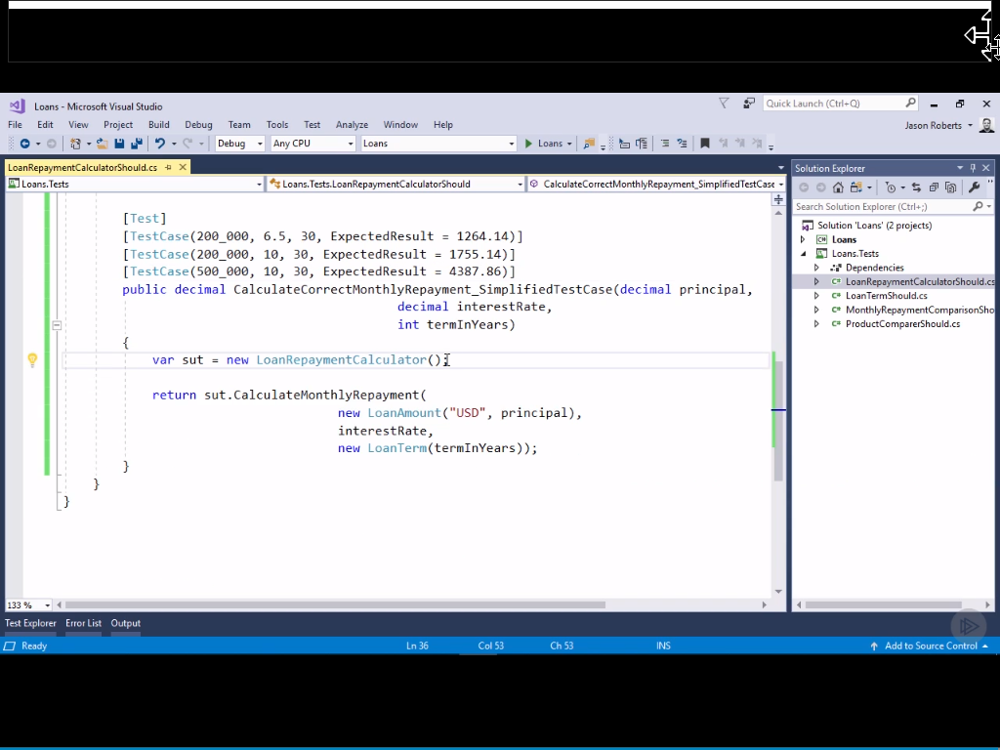 Loans - Microsoft Visual Studio
Quick Launch (Ctrl+Q)
File Edit View Project Build Debug Team Tools Test Analyze Window Help
Jason Roberts
Debug Any CPU Loans Loans
LoanRepaymentCalculatorShould.cs
Loans.Tests Loans.Tests.LoanRepaymentCalculatorShould CalculateCorrectMonthlyRepayment_SimplifiedTestCase
[Test]
[TestCase(200_000, 6.5, 30, ExpectedResult = 1264.14)]
[TestCase(200_000, 10, 30, ExpectedResult = 1755.14)]
[TestCase(500_000, 10, 30, ExpectedResult = 4387.86)]
public decimal CalculateCorrectMonthlyRepayment_SimplifiedTestCase(decimal principal,
decimal interestRate,
int termInYears)
{
var sut = new LoanRepaymentCalculator();
return sut.CalculateMonthlyRepayment(
new LoanAmount("USD", principal),
interestRate,
new LoanTerm(termInYears));
}
}
}
133 %
Solution Explorer
Search Solution Explorer (Ctrl+;)
Solution 'Loans' (2 projects)
C# Loans
Loans.Tests
Dependencies
C# LoanRepaymentCalculatorShould.cs
C# LoanTermShould.cs
C# MonthlyRepaymentComparisonSho
C# ProductComparerShould.cs
Test Explorer Error List Output
Ready Ln 36 Col 53 Ch 53 INS Add to Source Control